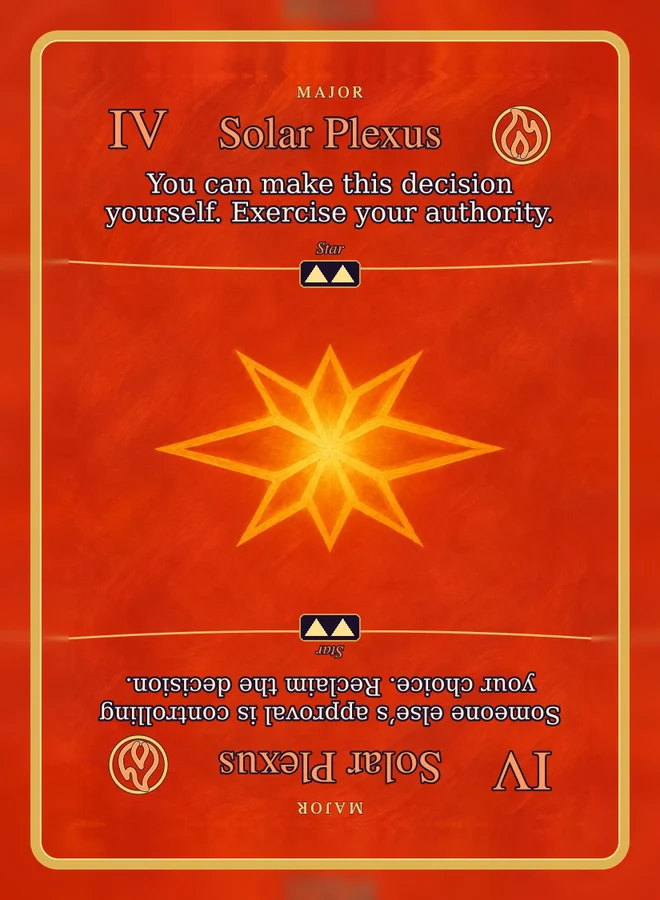 MAJOR
IV Solar Plexus
You can make this decision
yourself. Exercise your authority.
Star
Star
Someone else's approval is controlling
your choice. Reclaim the decision.
IV Solar Plexus
MAJOR